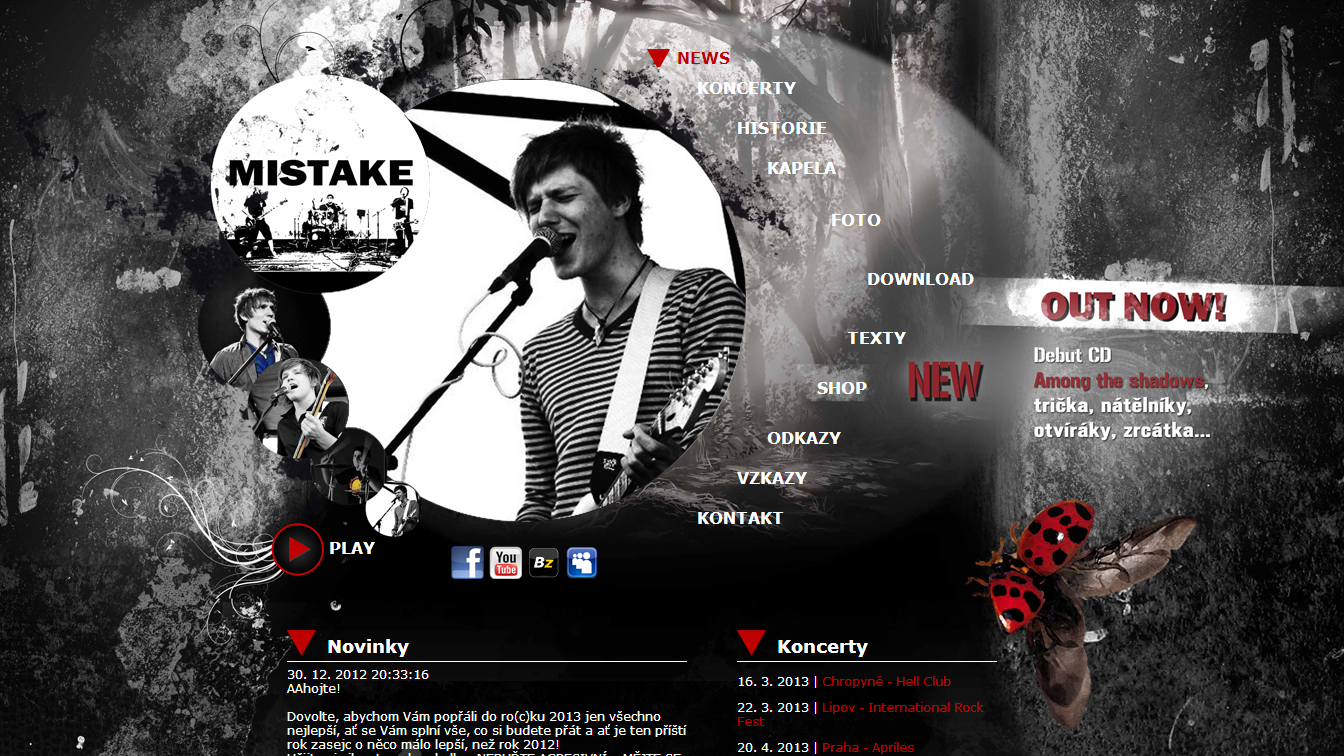 NEWS
KONCERTY
MISTAKE
HISTORIE
KAPELA
FOTO
DOWNLOAD
OUT NOW!
TEXTY
Debut CD
SHOP
NEW
Among the shadows,
trička, nátělníky,
otvíráky, zrcátka...
ODKAZY
VZKAZY
KONTAKT
PLAY
f
You
Tube
Bz
Novinky
30. 12. 2012 20:33:16
AAhojte!
Dovolte, abychom Vám popřáli do ro(c)ku 2013 jen všechno
nejlepší, ať se Vám splní vše, co si budete přát a ať je ten příští
rok zasejc o něco málo lepší, než rok 2012!
Koncerty
16. 3. 2013 | Chropyně - Hell Club
22. 3. 2013 | Lipov - International Rock
Fest
20. 4. 2013 | Praha - Apríles